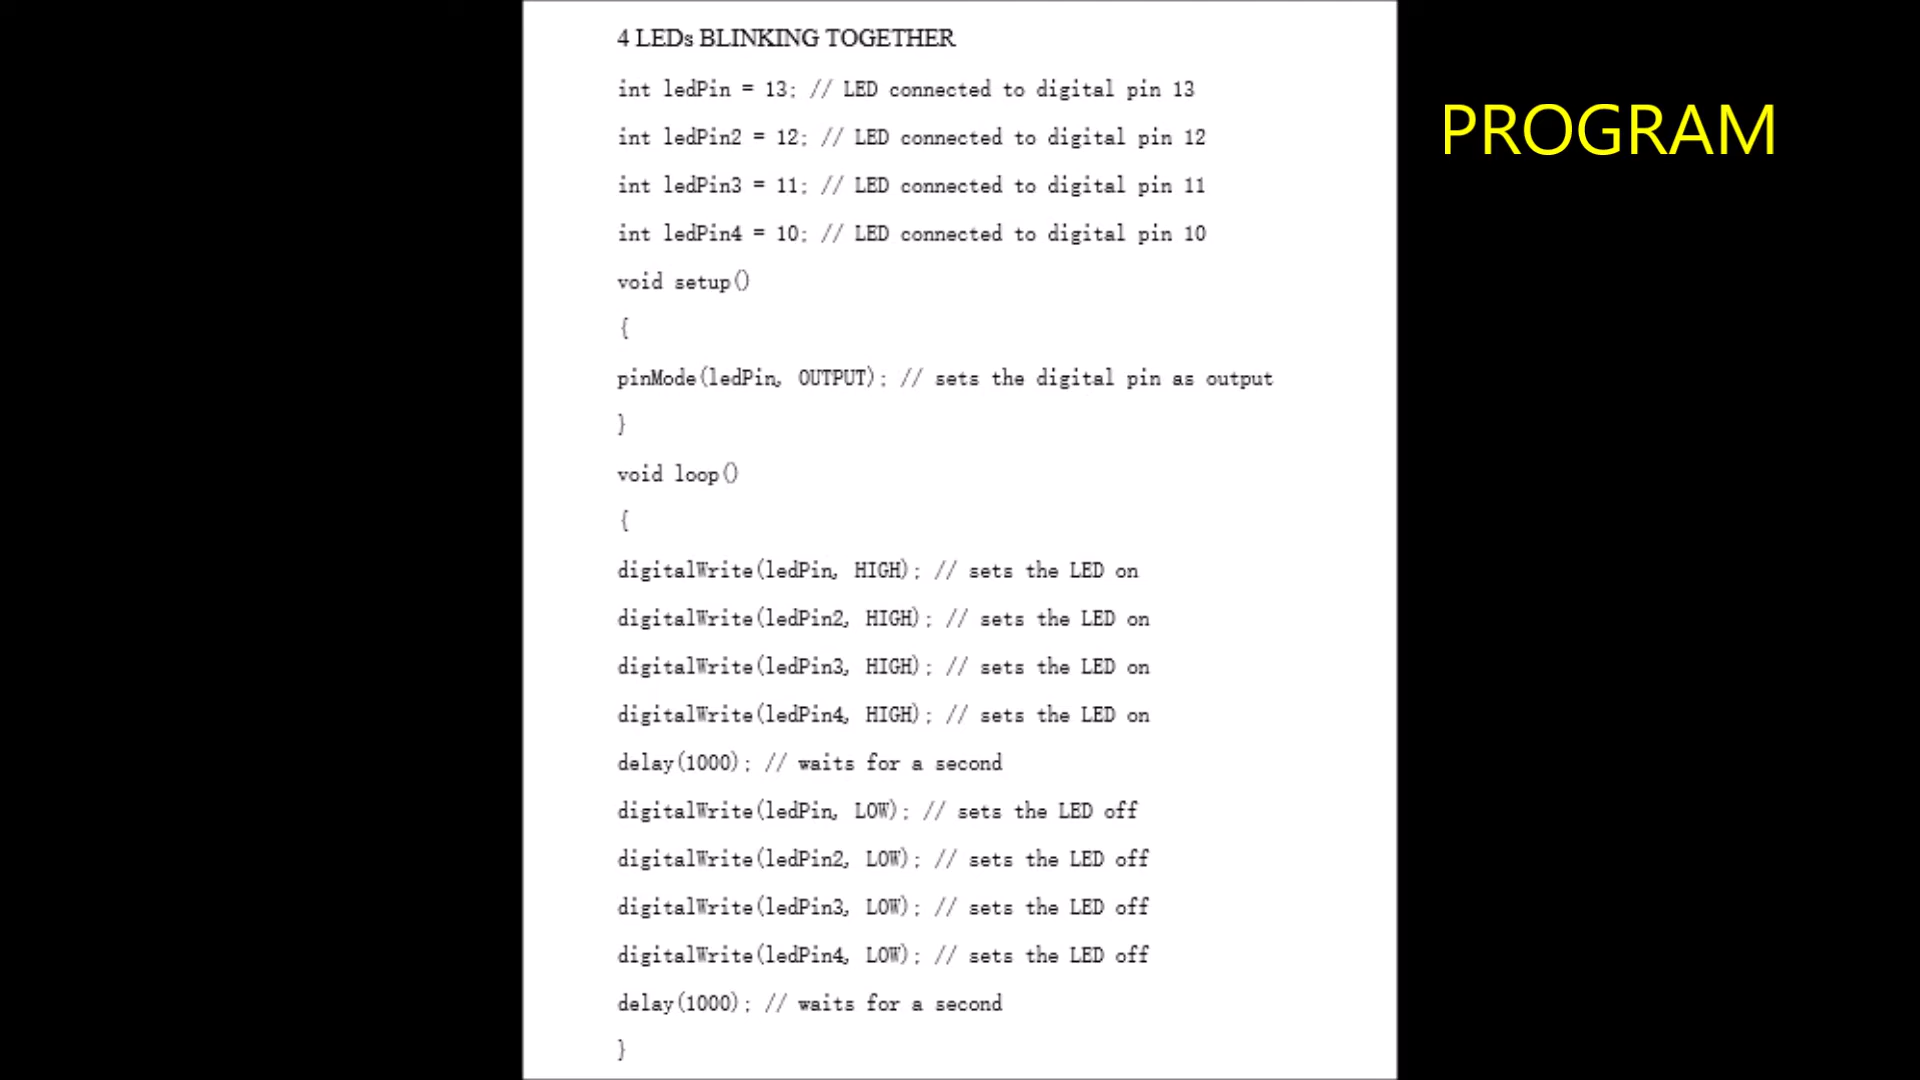 4 LEDs BLINKING TOGETHER
int ledPin = 13; // LED connected to digital pin 13
int ledPin2 = 12; // LED connected to digital pin 12
int ledPin3 = 11; // LED connected to digital pin 11
int ledPin4 = 10; // LED connected to digital pin 10
void setup()
{
pinMode(ledPin, OUTPUT); // sets the digital pin as output
}
void loop()
{
digitalWrite(ledPin, HIGH); // sets the LED on
digitalWrite(ledPin2, HIGH); // sets the LED on
digitalWrite(ledPin3, HIGH); // sets the LED on
digitalWrite(ledPin4, HIGH); // sets the LED on
delay(1000); // waits for a second
digitalWrite(ledPin, LOW); // sets the LED off
digitalWrite(ledPin2, LOW); // sets the LED off
digitalWrite(ledPin3, LOW); // sets the LED off
digitalWrite(ledPin4, LOW); // sets the LED off
delay(1000); // waits for a second
}
PROGRAM